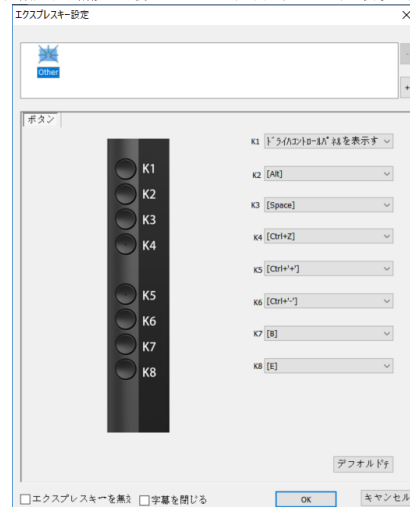 エクスプレスキー設定
Other
ボタン
K1
K2
K3
K4
K5
K6
K7
K8
K1 ﾄﾞﾗｲﾊﾞｺﾝﾄﾛｰﾙﾊﾟﾈﾙを表示す
K2 [Alt]
K3 [Space]
K4 [Ctrl+Z]
K5 [Ctrl+'+']
K6 [Ctrl+'-']
K7 [B]
K8 [E]
デフオルト
エクスプレスキーを無え 字幕を閉じる
OK キャンセル